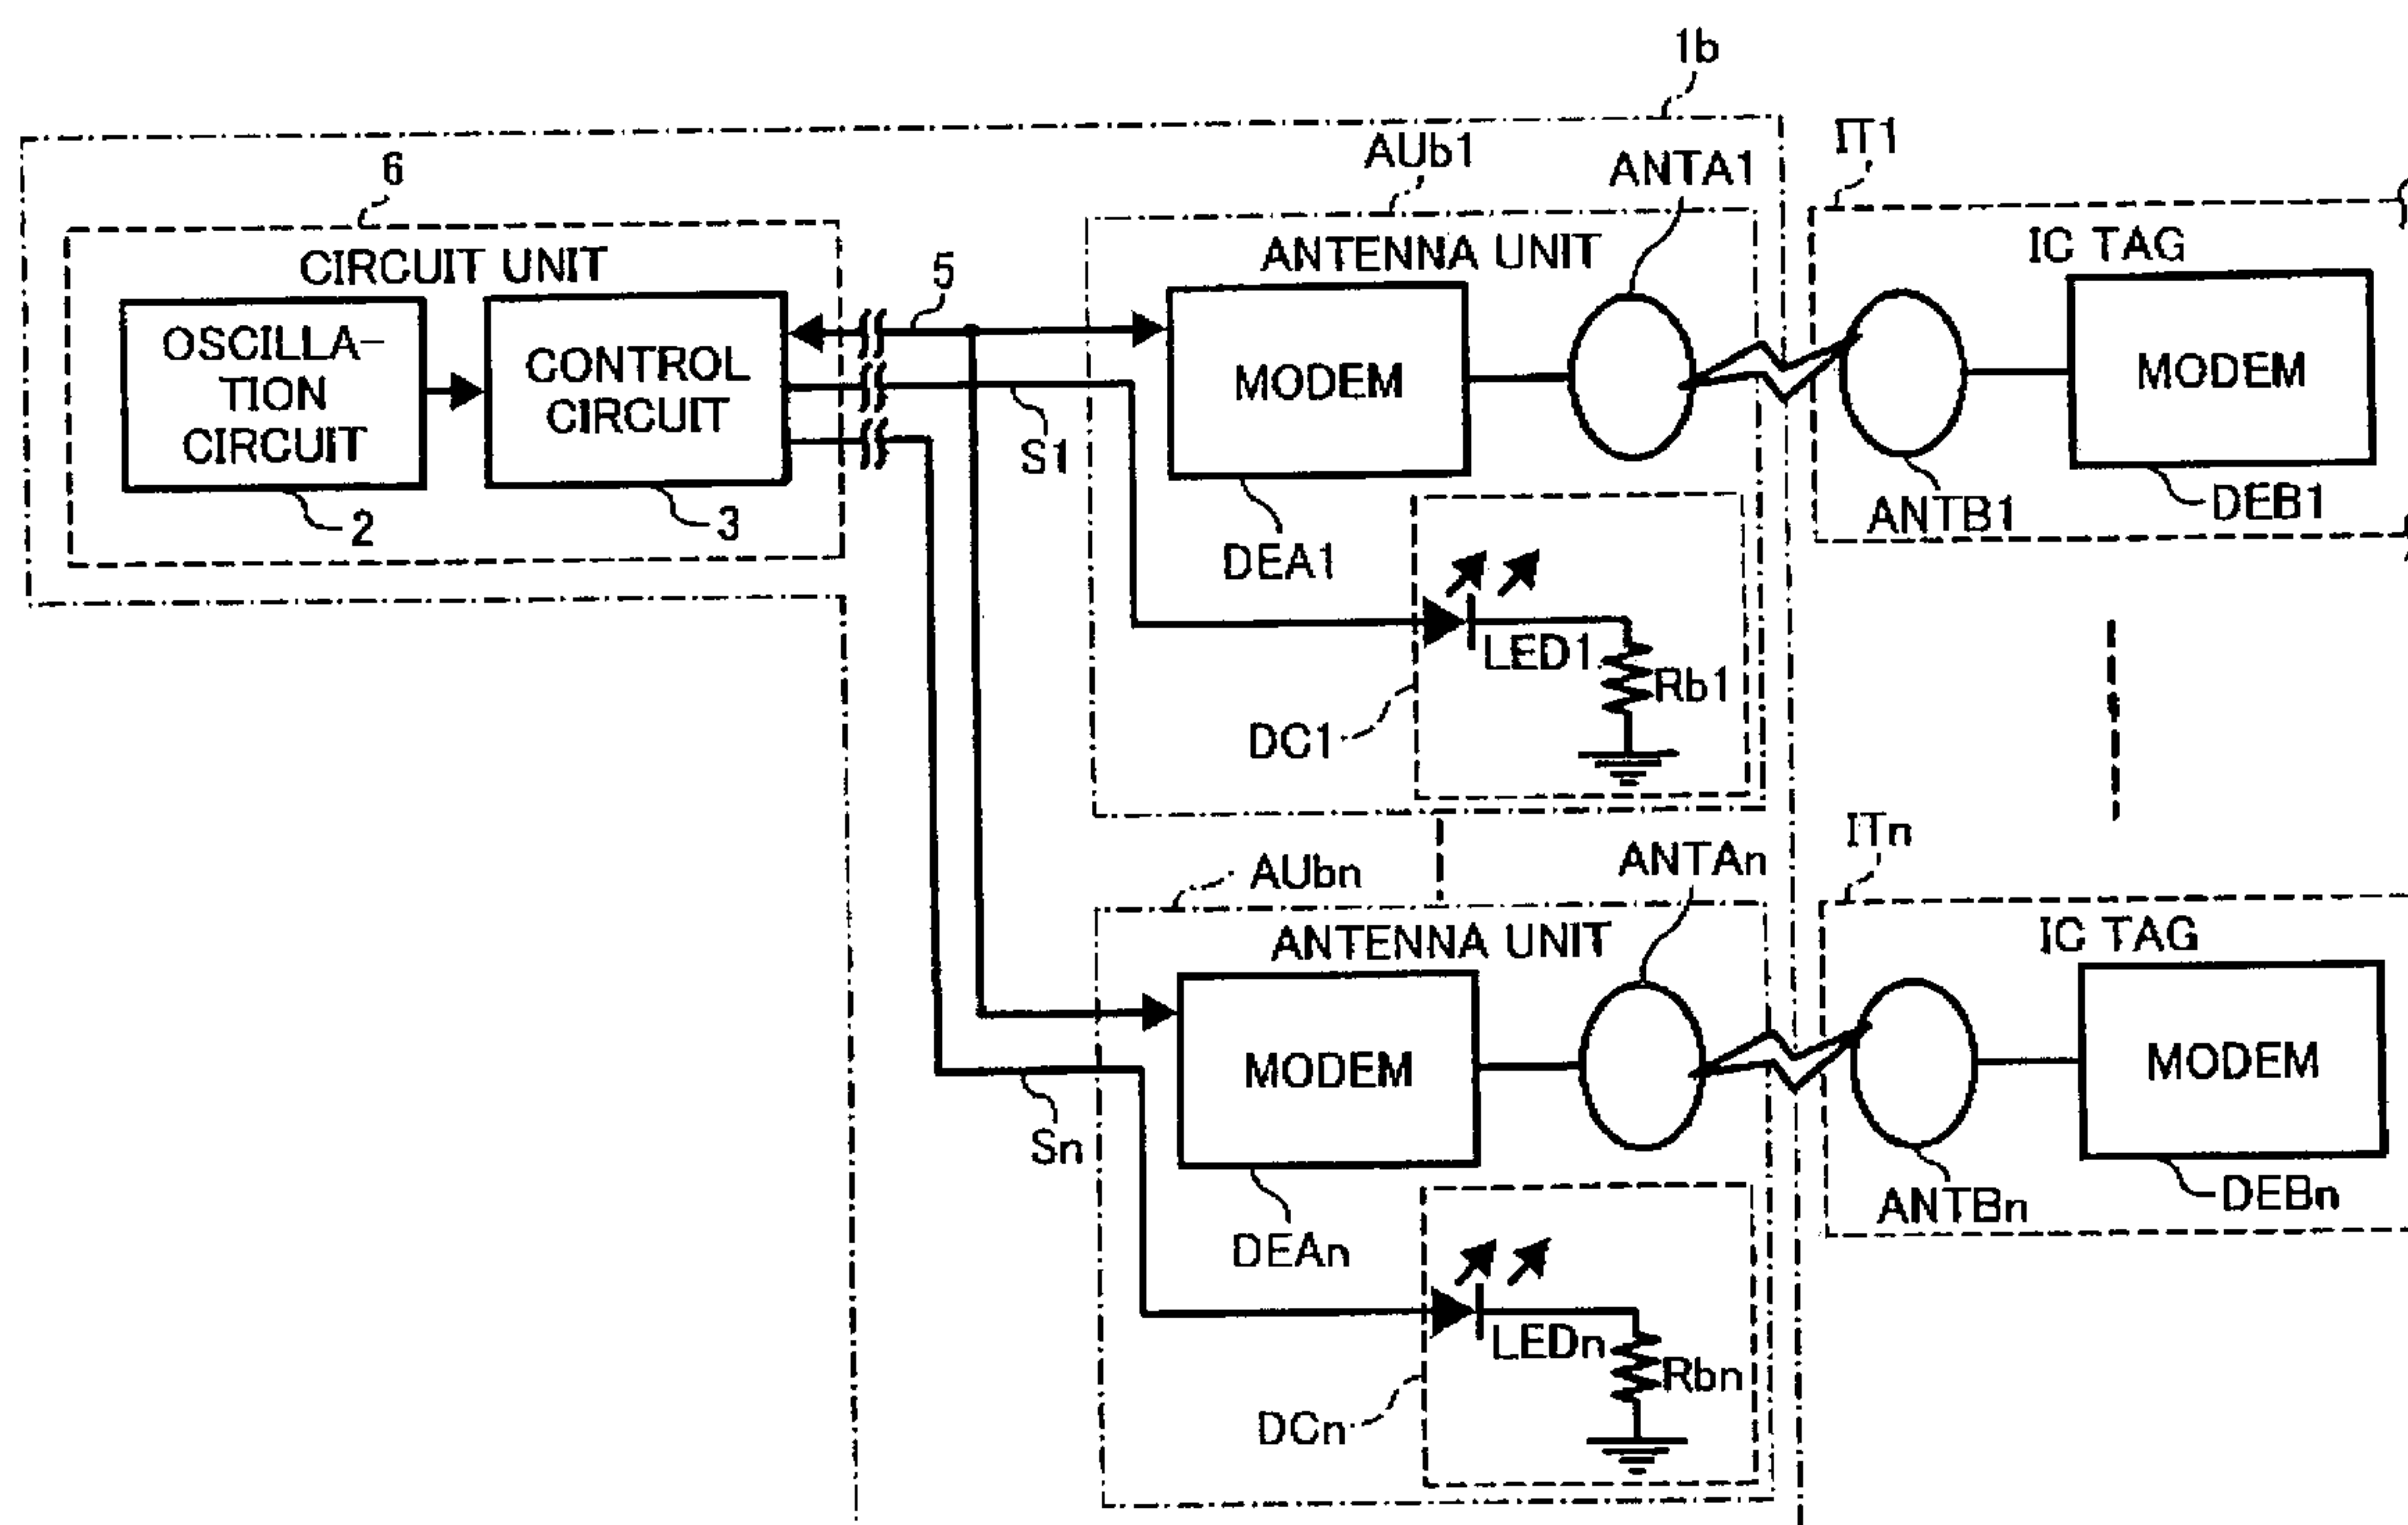 1b
6
AUb1
ANTA1
IT1
CIRCUIT UNIT
5
ANTENNA UNIT
IC TAG
OSCILLA-
TION
CIRCUIT
CONTROL
CIRCUIT
MODEM
MODEM
S1
2
3
DEA1
ANTB1
DEB1
LED1
Rb1
DC1
AUbn
ANTAn
ITn
ANTENNA UNIT
IC TAG
MODEM
MODEM
Sn
DEAn
ANTBn
DEBn
LEDn
Rbn
DCn